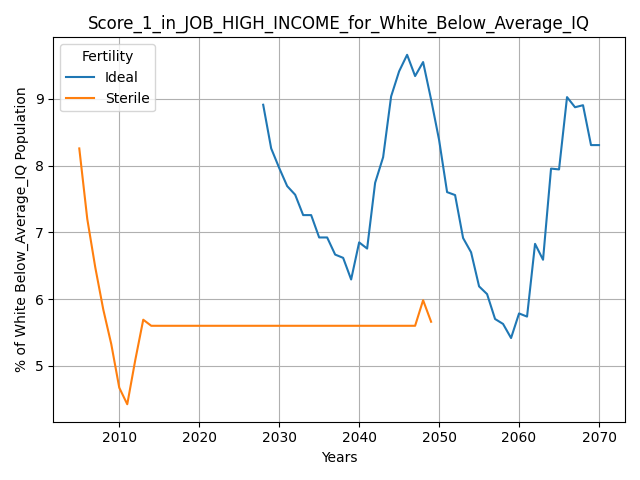 Score_1_in_JOB_HIGH_INCOME_for_White_Below_Average_IQ
Fertility
Ideal
Sterile
% of White Below_Average_IQ Population
9
8
7
6
5
2010 2020 2030 2040 2050 2060 2070
Years